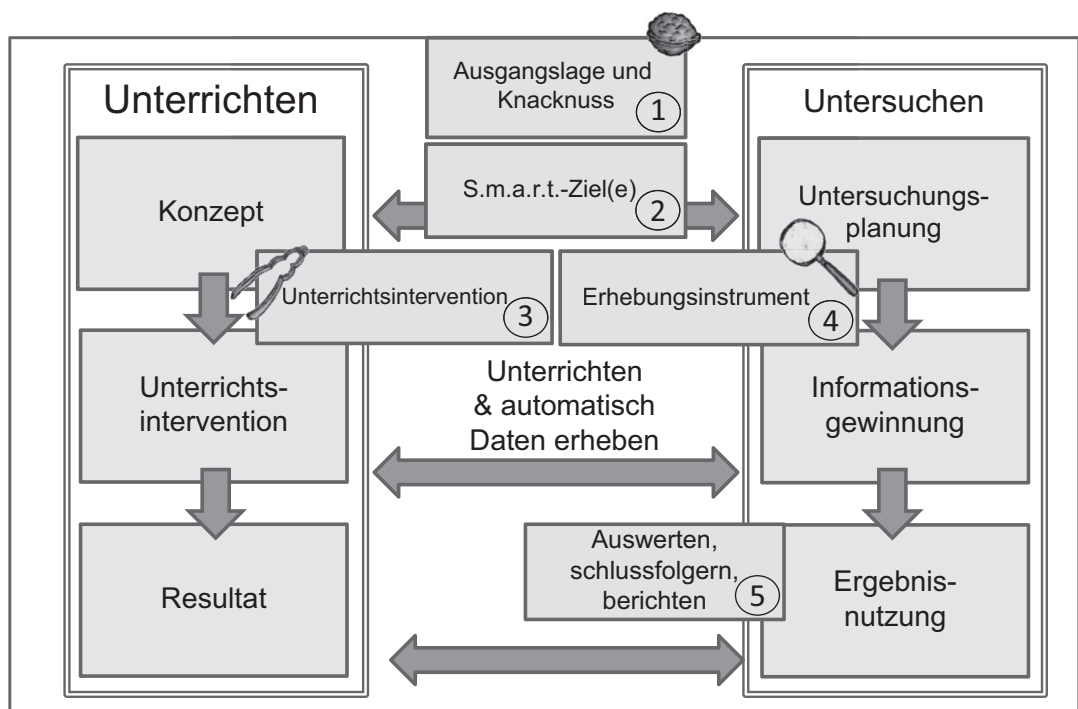 Ausgangslage und
Knacknuss
1
Unterrichten
Untersuchen
S.m.a.r.t.-Ziel(e)
2
Konzept
Untersuchungs-
planung
Unterrichtsintervention
3
Erhebungsinstrument
4
Unterrichts-
intervention
Unterrichten
& automatisch
Daten erheben
Informations-
gewinnung
Auswerten,
schlussfolgern,
berichten
5
Resultat
Ergebnis-
nutzung